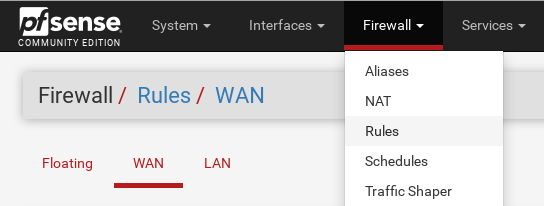 pfsense
COMMUNITY EDITION
System
Interfaces
Firewall
Services
Aliases
NAT
Rules
Schedules
Traffic Shaper
Firewall / Rules / WAN
Floating
WAN
LAN